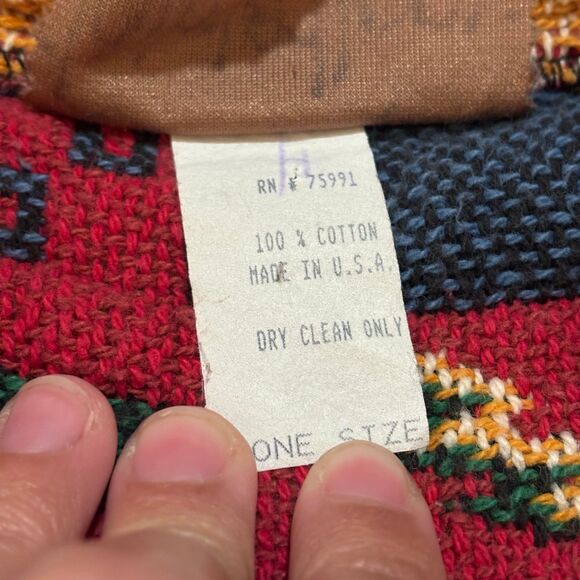 RN # 75991
100 % COTTON
MADE IN U.S.A.
DRY CLEAN ONLY
ONE SIZE